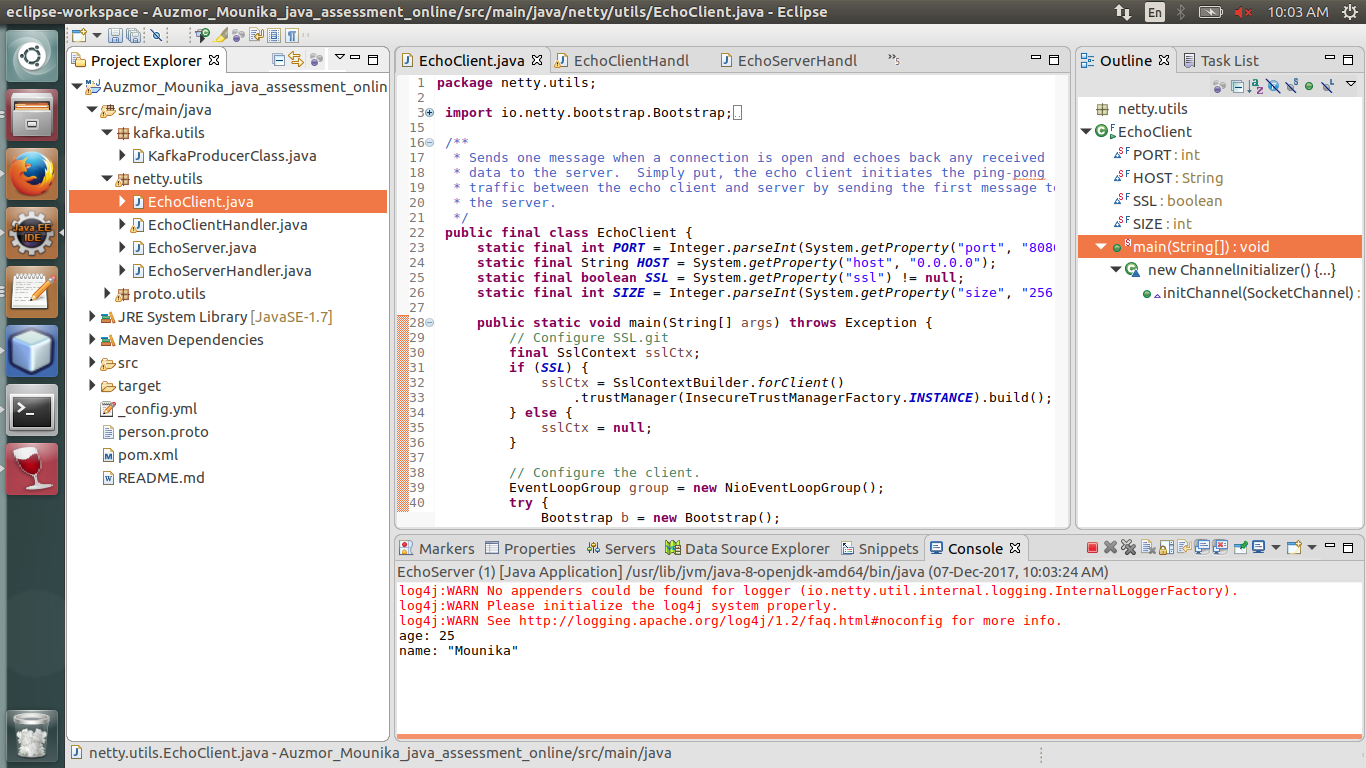 eclipse-workspace - Auzmor_Mounika_java_assessment_online/src/main/java/netty/utils/EchoClient.java - Eclipse
En
10:03 AM
Project Explorer
Auzmor_Mounika_java_assessment_onlin
src/main/java
kafka.utils
KafkaProducerClass.java
netty.utils
EchoClient.java
EchoClientHandler.java
EchoServer.java
EchoServerHandler.java
proto.utils
JRE System Library [JavaSE-1.7]
Maven Dependencies
src
target
_config.yml
person.proto
pom.xml
README.md
Java EE
IDE
EchoClient.java
EchoClientHandl
EchoServerHandl
»5
1 package netty.utils;
2
3 import io.netty.bootstrap.Bootstrap;
15
16 /**
17 * Sends one message when a connection is open and echoes back any received
18 * data to the server.  Simply put, the echo client initiates the ping-pong
19 * traffic between the echo client and server by sending the first message to
20 * the server.
21 */
22 public final class EchoClient {
23 static final int PORT = Integer.parseInt(System.getProperty("port", "8080
24 static final String HOST = System.getProperty("host", "0.0.0.0");
25 static final boolean SSL = System.getProperty("ssl") != null;
26 static final int SIZE = Integer.parseInt(System.getProperty("size", "256
27
28 public static void main(String[] args) throws Exception {
29 // Configure SSL.git
30 final SslContext sslCtx;
31 if (SSL) {
32 sslCtx = SslContextBuilder.forClient()
33 .trustManager(InsecureTrustManagerFactory.INSTANCE).build();
34 } else {
35 sslCtx = null;
36 }
37
38 // Configure the client.
39 EventLoopGroup group = new NioEventLoopGroup();
40 try {
Bootstrap b = new Bootstrap();
Outline
Task List
netty.utils
EchoClient
PORT : int
HOST : String
SSL : boolean
SIZE : int
main(String[]) : void
new ChannelInitializer() {...}
initChannel(SocketChannel) :
Markers
Properties
Servers
Data Source Explorer
Snippets
Console
EchoServer (1) [Java Application] /usr/lib/jvm/java-8-openjdk-amd64/bin/java (07-Dec-2017, 10:03:24 AM)
log4j:WARN No appenders could be found for logger (io.netty.util.internal.logging.InternalLoggerFactory).
log4j:WARN Please initialize the log4j system properly.
log4j:WARN See http://logging.apache.org/log4j/1.2/faq.html#noconfig for more info.
age: 25
name: "Mounika"
netty.utils.EchoClient.java - Auzmor_Mounika_java_assessment_online/src/main/java